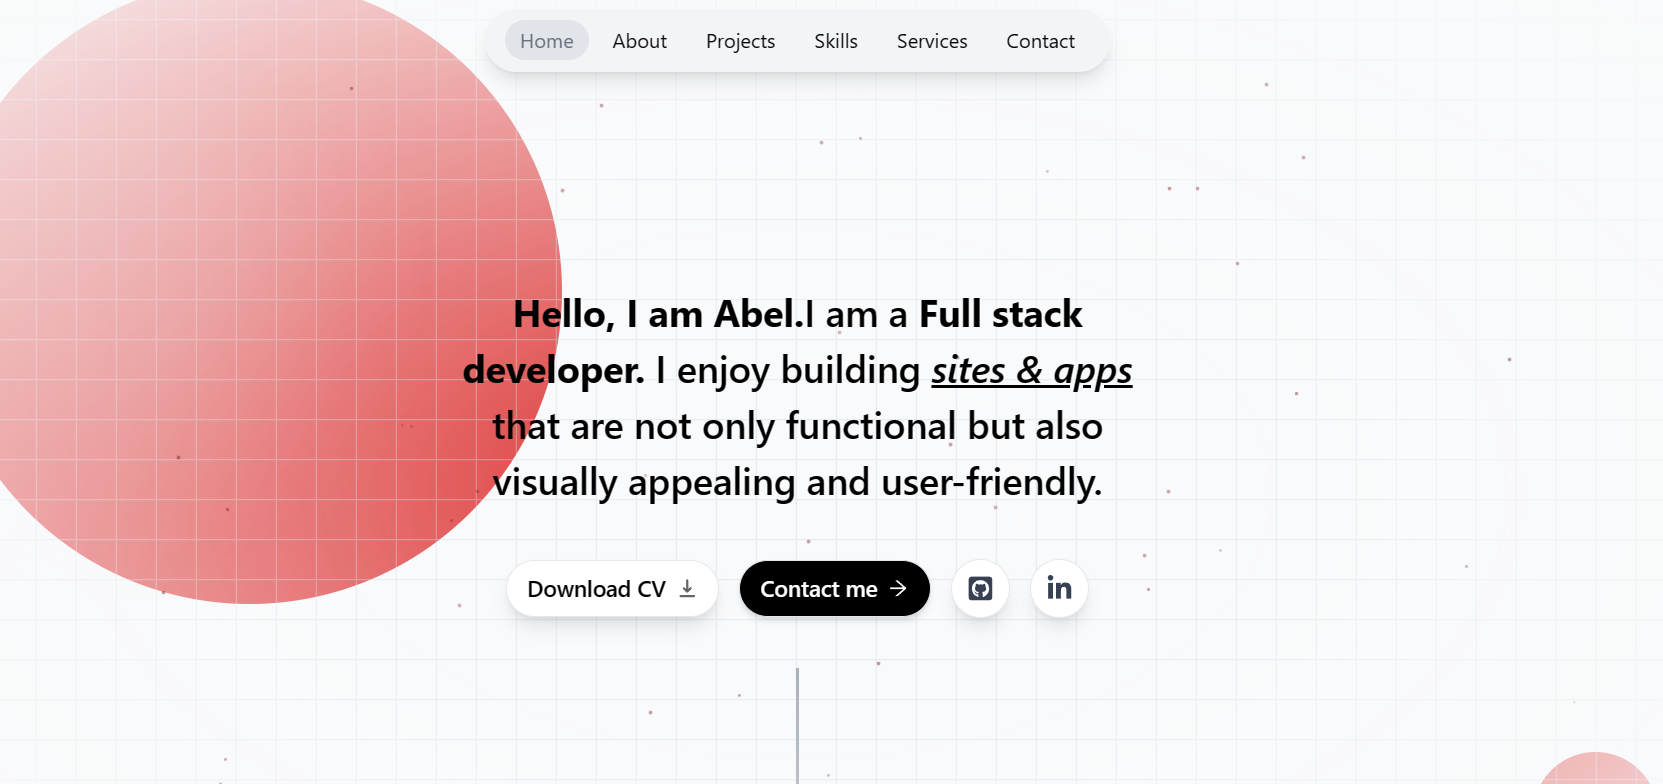 Home About Projects Skills Services Contact
Hello, I am Abel.I am a Full stack
developer. I enjoy building sites & apps
that are not only functional but also
visually appealing and user-friendly.
Download CV Contact me in